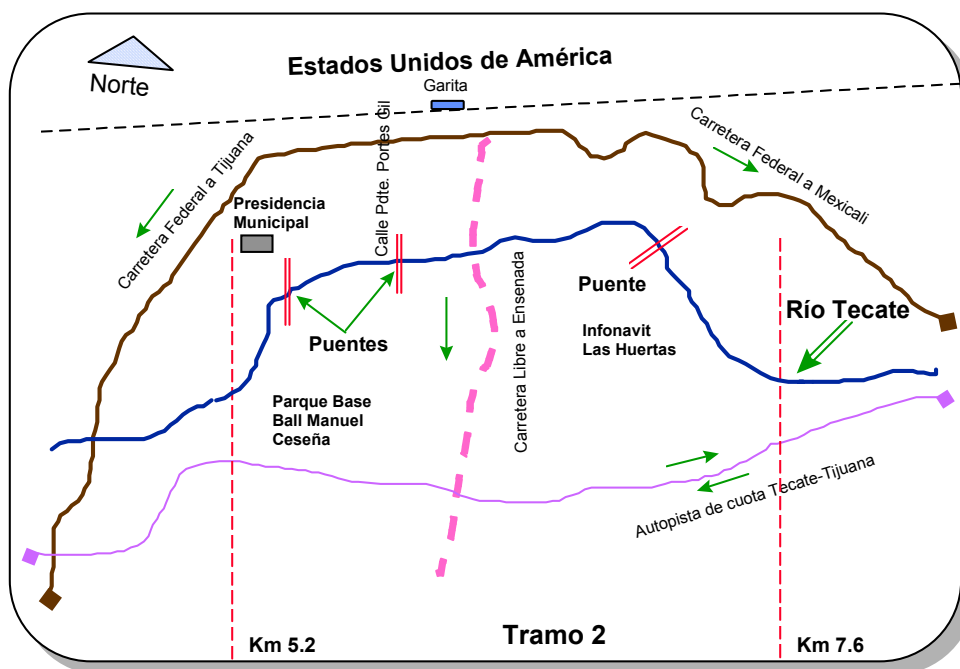 Norte
Estados Unidos de América
Garita
Carretera Federal a Tijuana
Calle Pdte. Portes Gil
Carretera Federal a Mexicali
Presidencia
Municipal
Puentes
Puente
Río Tecate
Infonavit
Las Huertas
Carretera Libre a Ensenada
Parque Base
Ball Manuel
Ceseña
Autopista de cuota Tecate-Tijuana
Km 5.2
Tramo 2
Km 7.6